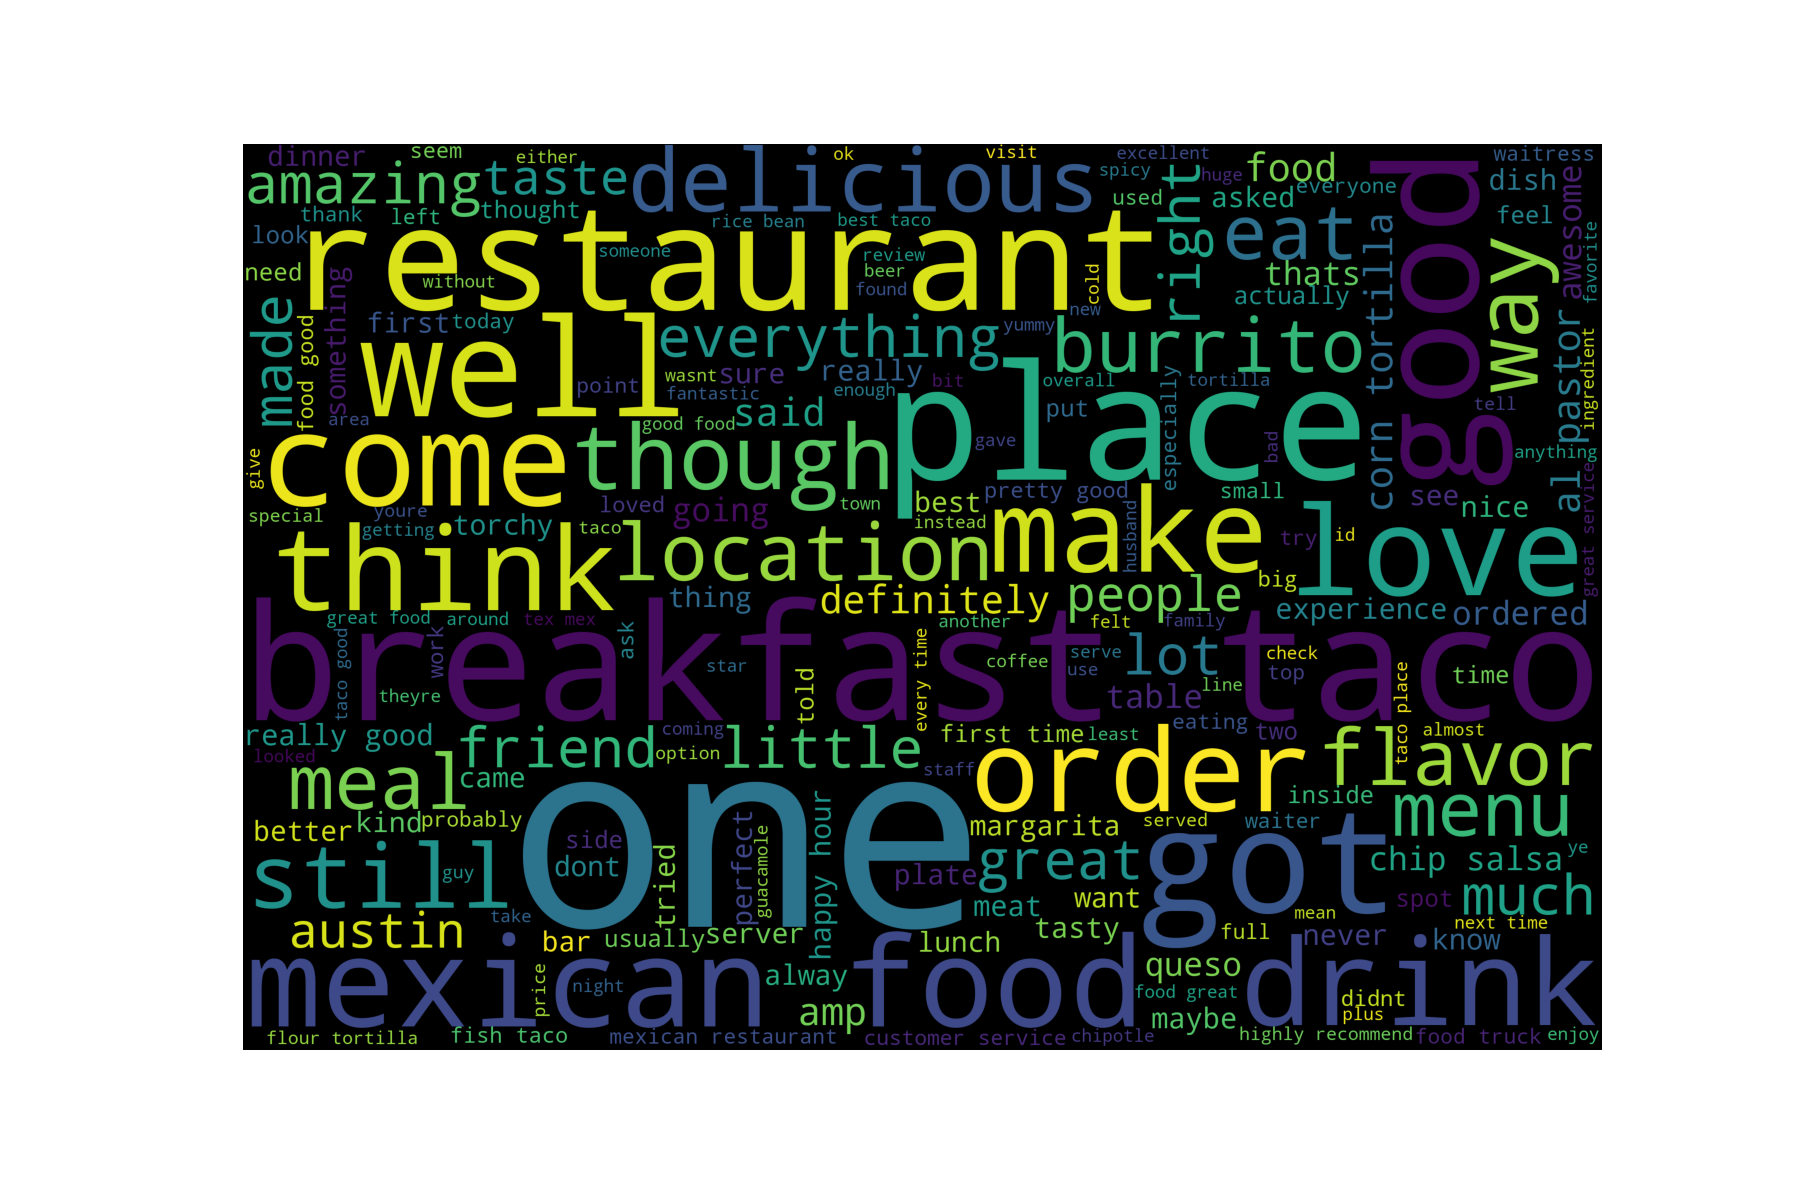 dinner
seem
either
delicious
ok
visit
excellent
food
waitress
amazing
taste
spicy
huge
everyone
dish
thank
left
thought
used
asked
awesome
feel
look
rice bean
best taco
right
eat
good
way
favorite
need
restaurant
someone
review
beer
cold
thats
something
without
found
actually
corn tortilla
al pastor
made
food good
first
today
well
everything
yummy
new
burrito
ingredient
point
wasnt
sure
really
bit
overall
tortilla
area
fantastic
enough
said
place
put
especially
tell
give
come
though
good food
gave
bad
anything
special
youre
loved
going
town
best
pretty good
small
see
nice
great service
getting
torchy
taco
instead
make
husband
try
id
love
think
location
big
thing
definitely
people
experience
ordered
great food
around
tex mex
ask
another
felt
family
breakfast taco
taco good
work
star
every time
coffee
serve
use
lot
check
top
time
theyre
told
table
line
taco place
really good
friend
coming
little
first time
least
eating
two
almost
looked
option
staff
order
flavor
meal
came
inside
menu
better
kind
probably
one
side
perfect
guacamole
happy hour
margarita
served
waiter
got
still
guy
dont
tried
plate
great
chip salsa
ye
take
meat
want
spot
much
austin
bar
usually
server
lunch
tasty
full
mean
never
know
next time
mexican food
price
night
alway
queso
drink
food great
amp
maybe
didnt
plus
flour tortilla
fish taco
mexican restaurant
customer service
chipotle
highly recommend
food truck
enjoy